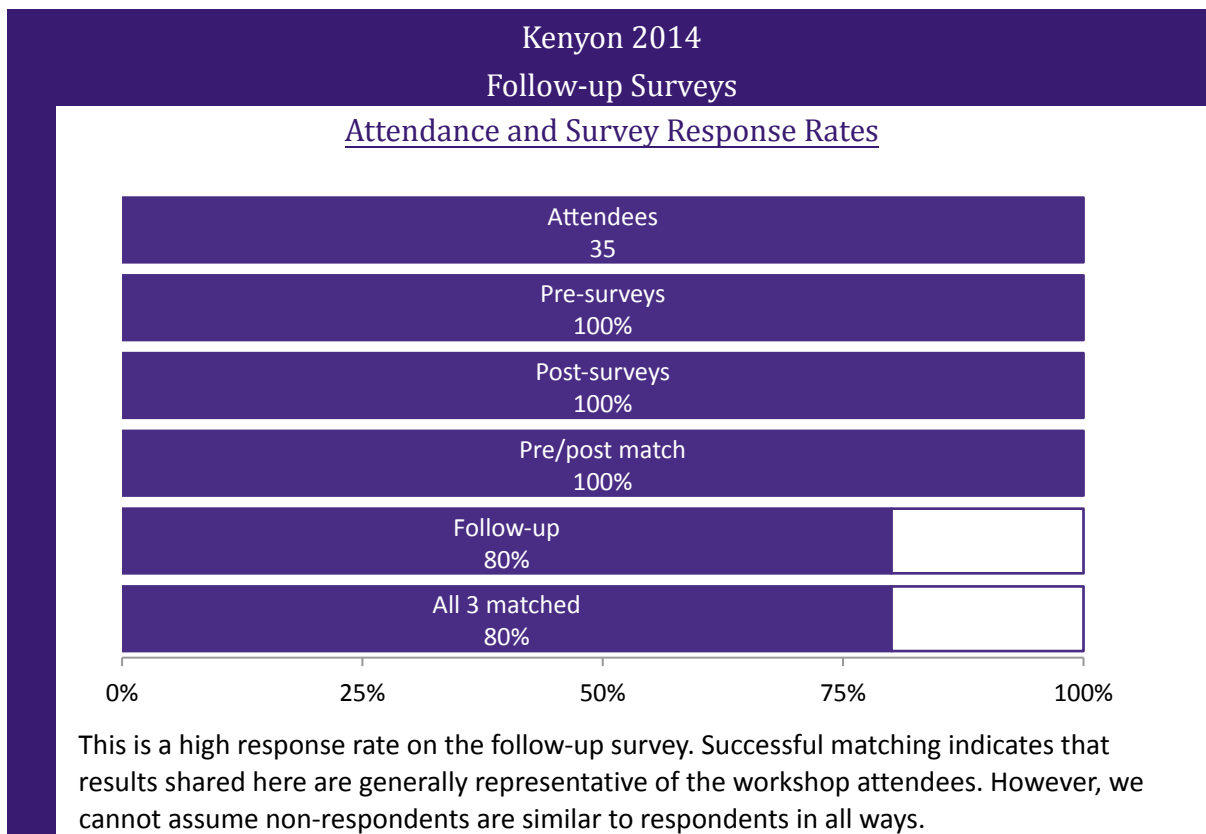 Kenyon 2014
Follow-up Surveys
Attendance and Survey Response Rates
Attendees
35
Pre-surveys
100%
Post-surveys
100%
Pre/post match
100%
Follow-up
80%
All 3 matched
80%
0%
25%
50%
75%
100%
This is a high response rate on the follow-up survey. Successful matching indicates that
results shared here are generally representative of the workshop attendees. However, we
cannot assume non-respondents are similar to respondents in all ways.